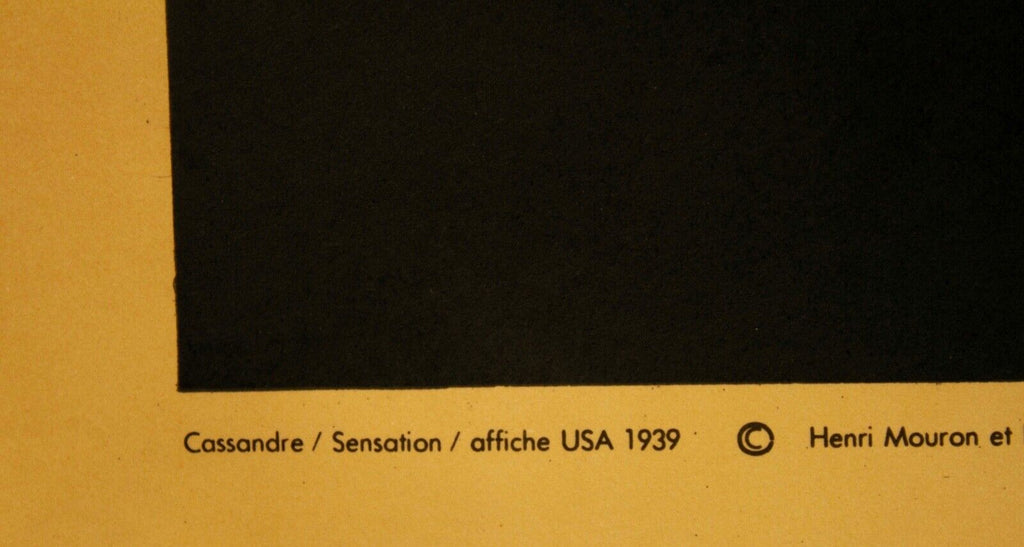 Cassandre / Sensation / affiche USA 1939 © Henri Mouron et